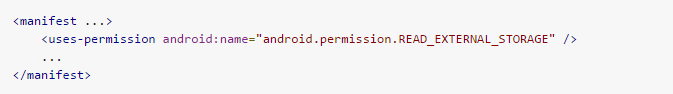 <manifest ...>
    <uses-permission android:name="android.permission.READ_EXTERNAL_STORAGE" />
    ...
</manifest>